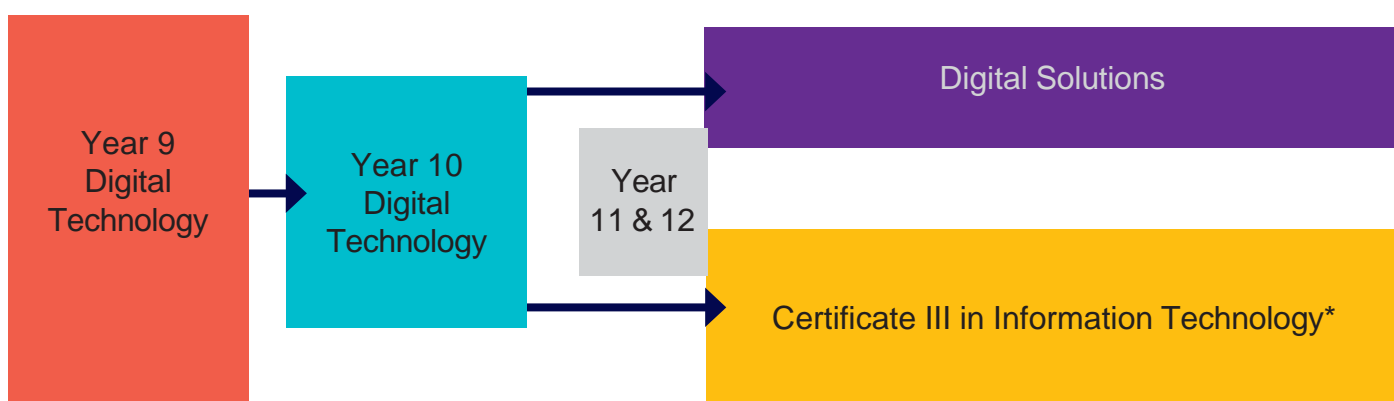 Year 9
Digital
Technology
Year 10
Digital
Technology
Year
11 & 12
Digital Solutions
Certificate III in Information Technology*